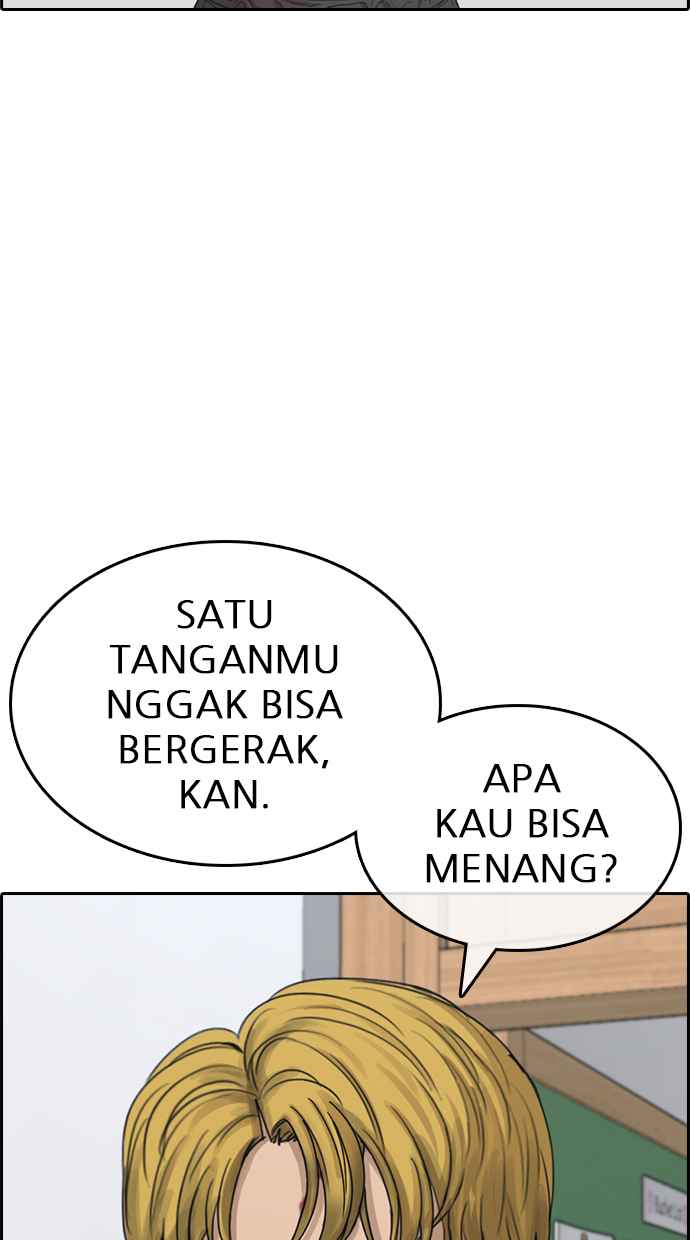 SATU
TANGANMU
NGGAK BISA
BERGERAK,
KAN.
APA
KAU BISA
MENANG?